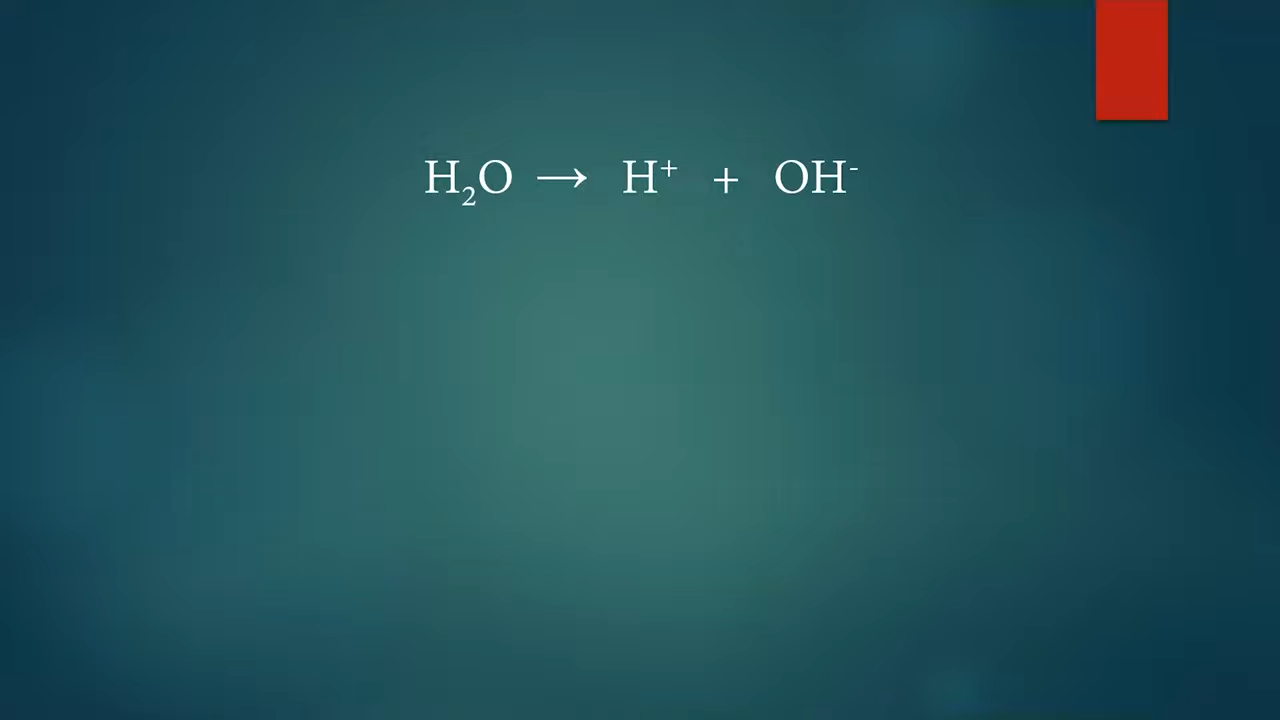 H₂O → H⁺ + OH⁻